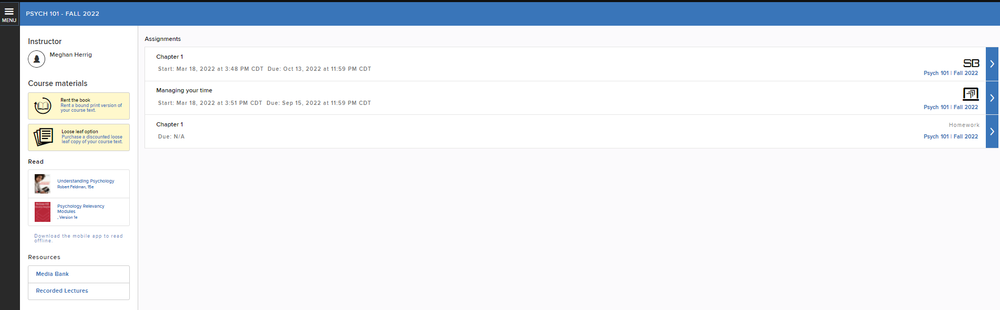 MENU
PSYCH 101 - FALL 2022
Instructor
Meghan Herrig
Course materials
Rent the book
Rent a bound print version of
your course text.
Loose leaf option
Purchase a discounted loose
leaf copy of your course text.
Read
Understanding Psychology
Robert Feldman, 15e
Psychology Relevancy
Modules
, Version 1e
Download the mobile app to read
offline.
Resources
Media Bank
Recorded Lectures
Assignments
Chapter 1
Start: Mar 18, 2022 at 3:48 PM CDT Due: Oct 13, 2022 at 11:59 PM CDT
SB
Psych 101 | Fall 2022
Managing your time
Start: Mar 18, 2022 at 3:51 PM CDT Due: Sep 15, 2022 at 11:59 PM CDT
Psych 101 | Fall 2022
Chapter 1
Due: N/A
Homework
Psych 101 | Fall 2022